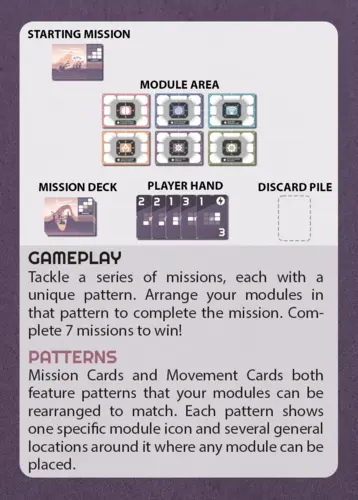 STARTING MISSION
MODULE AREA
MISSION DECK
PLAYER HAND
DISCARD PILE
2 2 1 3 1
3
GAMEPLAY
Tackle a series of missions, each with a
unique pattern. Arrange your modules in
that pattern to complete the mission. Com-
plete 7 missions to win!
PATTERNS
Mission Cards and Movement Cards both
feature patterns that your modules can be
rearranged to match. Each pattern shows
one specific module icon and several general
locations around it where any module can be
placed.